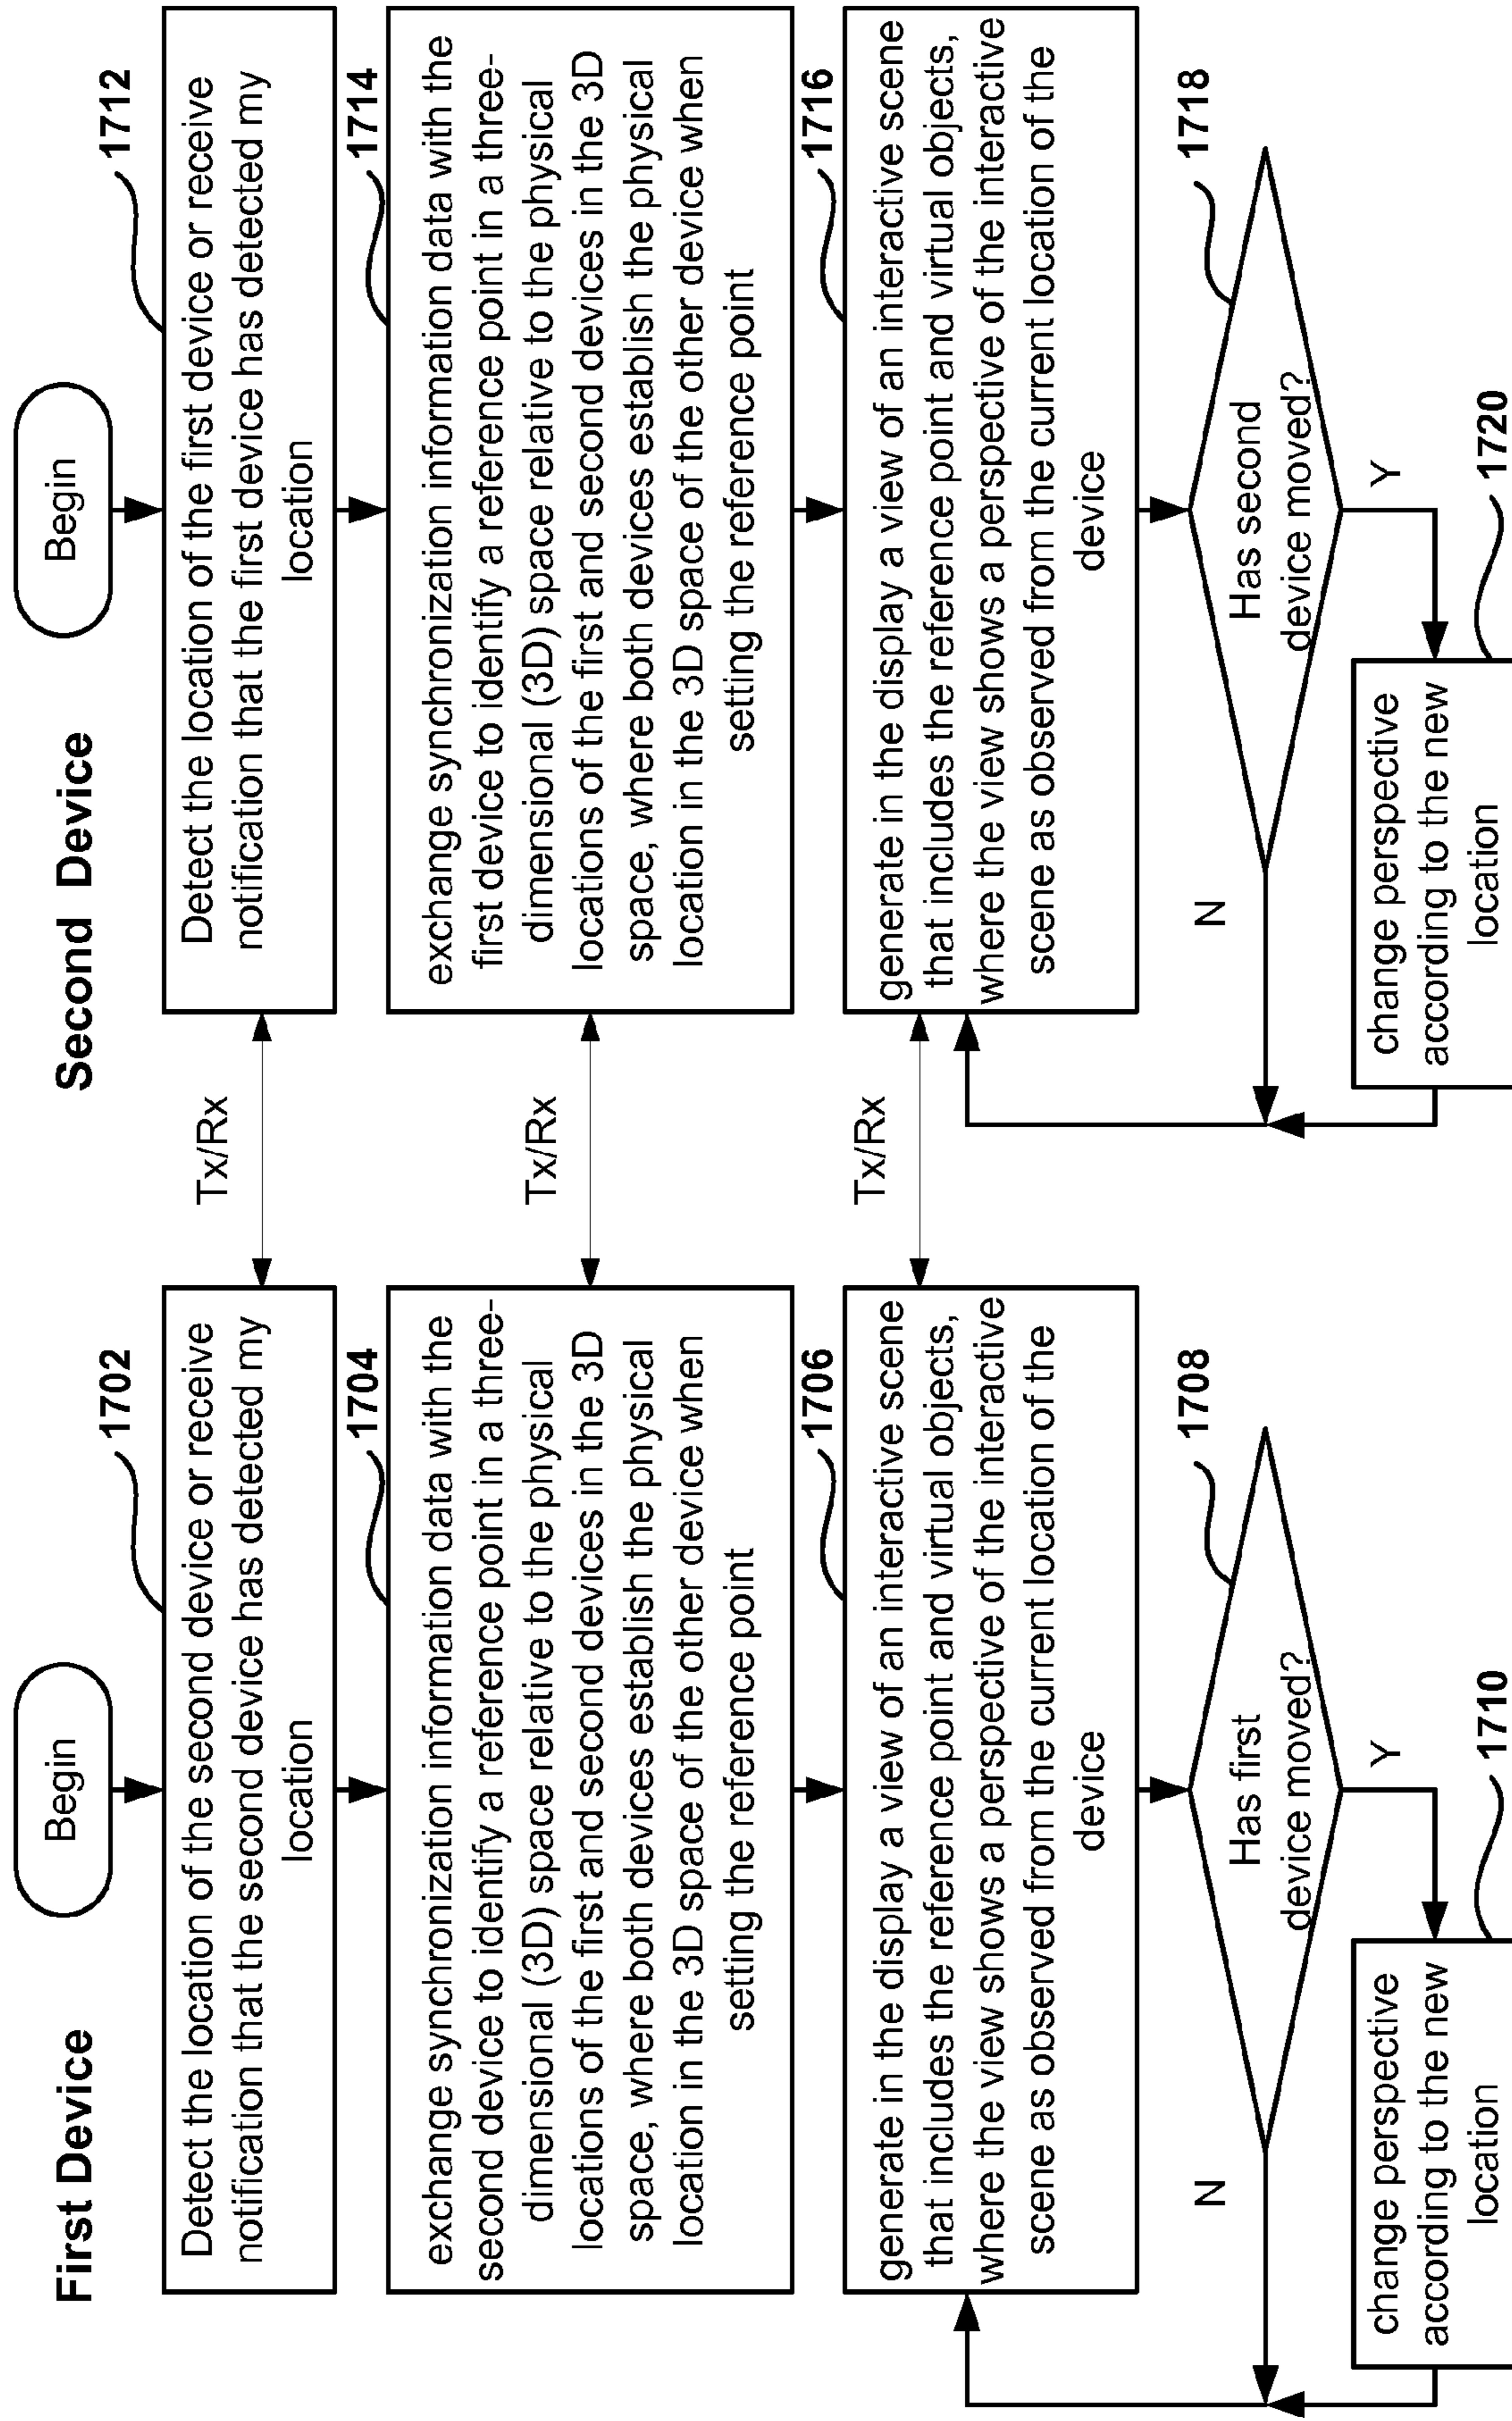 First Device
Begin
1702
Detect the location of the second device or receive
notification that the second device has detected my
location
1704
exchange synchronization information data with the
second device to identify a reference point in a three-
dimensional (3D) space relative to the physical
locations of the first and second devices in the 3D
space, where both devices establish the physical
location in the 3D space of the other device when
setting the reference point
1706
generate in the display a view of an interactive scene
that includes the reference point and virtual objects,
where the view shows a perspective of the interactive
scene as observed from the current location of the
device
1708
Has first
device moved?
N
Y
1710
change perspective
according to the new
location
Tx/Rx
Tx/Rx
Tx/Rx
Second Device
Begin
1712
Detect the location of the first device or receive
notification that the first device has detected my
location
1714
exchange synchronization information data with the
first device to identify a reference point in a three-
dimensional (3D) space relative to the physical
locations of the first and second devices in the 3D
space, where both devices establish the physical
location in the 3D space of the other device when
setting the reference point
1716
generate in the display a view of an interactive scene
that includes the reference point and virtual objects,
where the view shows a perspective of the interactive
scene as observed from the current location of the
device
1718
Has second
device moved?
N
Y
1720
change perspective
according to the new
location